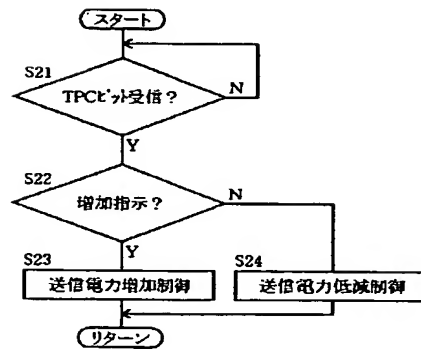 スタート
S21
TPCビット受信？
N
Y
S22
増加指示？
N
Y
S23
送信電力増加制御
S24
送信電力低減制御
リターン